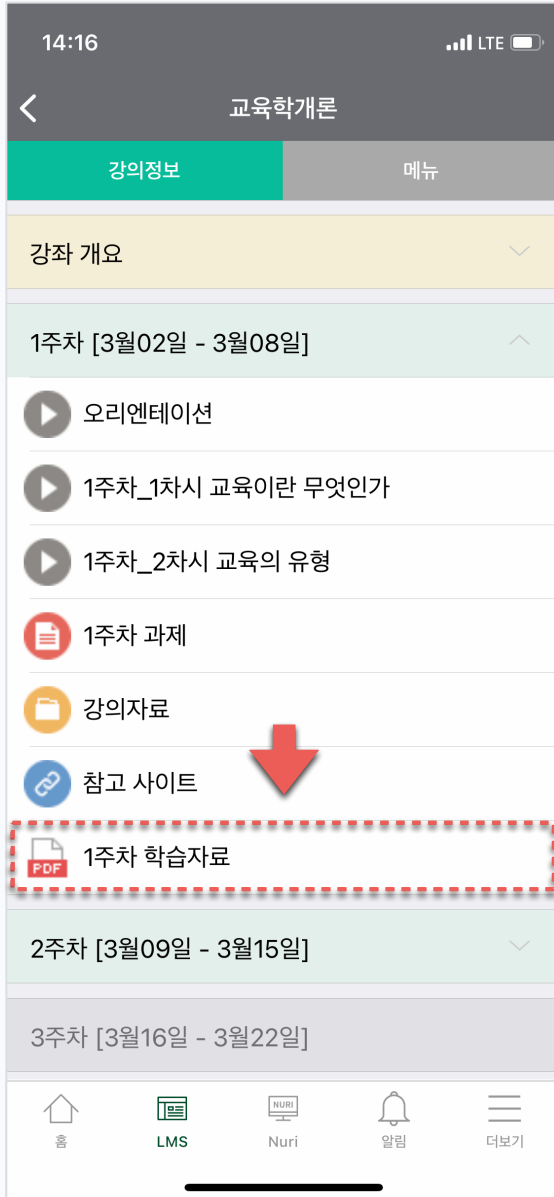 14:16
LTE
교육학개론
강의정보
메뉴
강좌 개요
1주차 [3월02일 - 3월08일]
오리엔테이션
1주차_1차시 교육이란 무엇인가
1주차_2차시 교육의 유형
1주차 과제
강의자료
참고 사이트
PDF
1주차 학습자료
2주차 [3월09일 - 3월15일]
3주차 [3월16일 - 3월22일]
NURI
홈
LMS
Nuri
알림
더보기